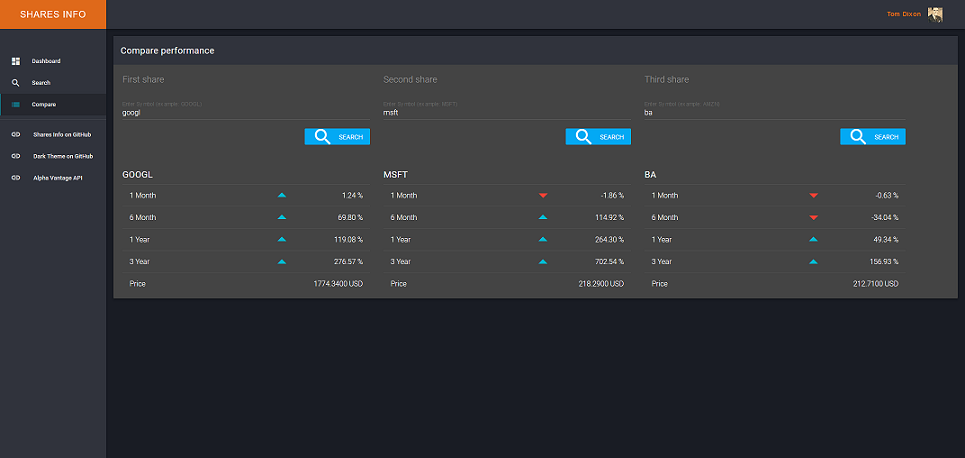 SHARES INFO
Tom Dixon
Dashboard
Search
Compare
Shares Info on GitHub
Dark Theme on GitHub
Alpha Vantage API
Compare performance
First share
Enter Symbol (example: GOOGL)
googl
SEARCH
GOOGL
1 Month 1.24 %
6 Month 69.80 %
1 Year 119.08 %
3 Year 276.57 %
Price 1774.3400 USD
Second share
Enter Symbol (example: MSFT)
msft
SEARCH
MSFT
1 Month -1.86 %
6 Month 114.92 %
1 Year 264.30 %
3 Year 702.54 %
Price 218.2900 USD
Third share
Enter Symbol (example:
ba
SEARCH
BA
1 Month -0.63 %
6 Month -34.04 %
1 Year 49.34 %
3 Year 156.93 %
Price 212.7100 USD